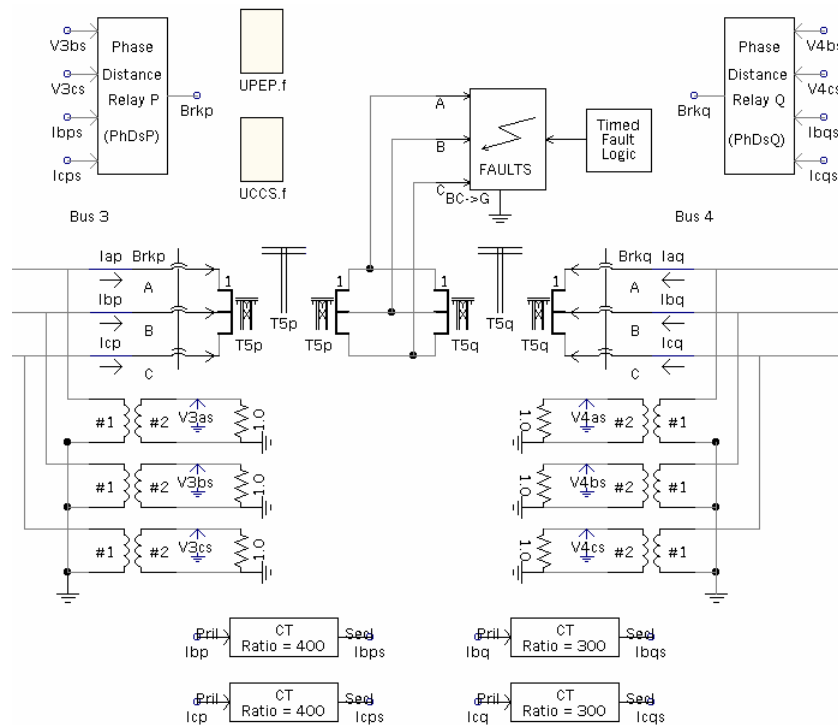 V3bs
V3cs
Ibps
Icps
Phase
Distance
Relay P
(PhDsP)
Brkp
UPEP.f
UCCS.f
A
B
C
BC->G
FAULTS
Timed
Fault
Logic
Brkq
Phase
Distance
Relay Q
(PhDsQ)
V4bs
V4cs
Ibqs
Icqs
Bus 3
Bus 4
Iap Brkp
A
Ibp
B
Icp
C
1
T5p
T5p
1
T5p
1
T5q
T5q
1
T5q
Brkq Iaq
A
Ibq
B
Icq
C
#1 #2 V3as 1.0
#1 #2 V3bs 1.0
#1 #2 V3cs 1.0
1.0 V4as #2 #1
1.0 V4bs #2 #1
1.0 V4cs #2 #1
PriI CT SecI
Ibp Ratio = 400 Ibps
PriI CT SecI
Ibq Ratio = 300 Ibqs
PriI CT SecI
Icp Ratio = 400 Icps
PriI CT SecI
Icq Ratio = 300 Icqs